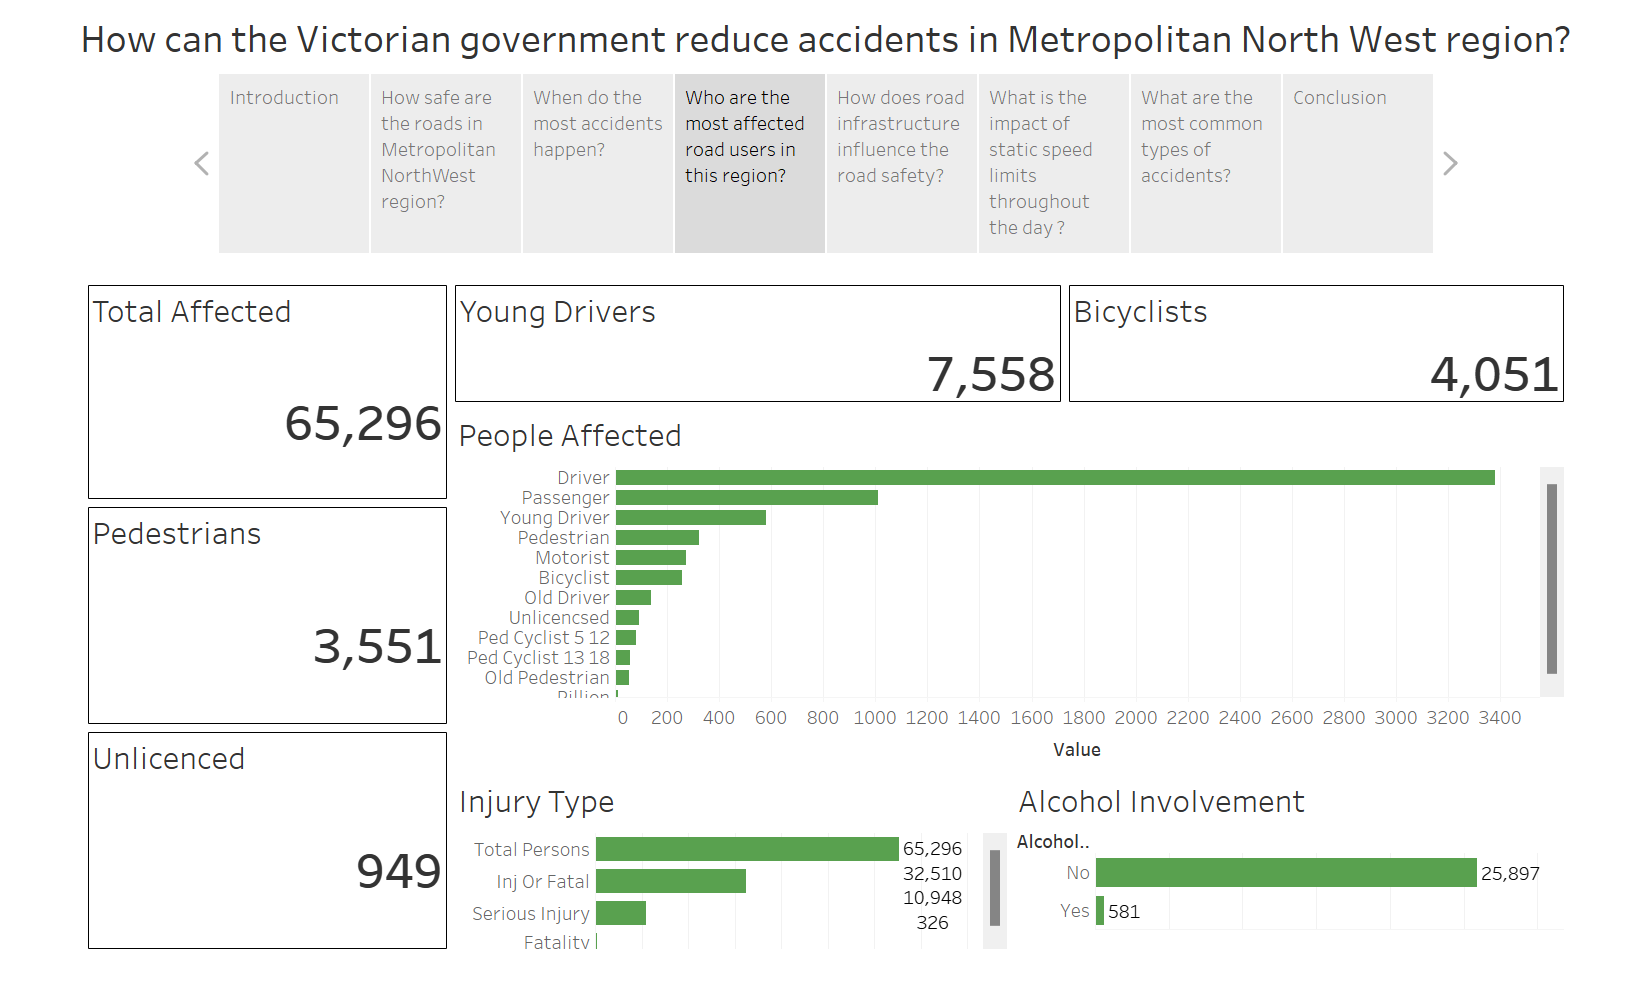 How can the Victorian government reduce accidents in Metropolitan North West region?
Introduction
How safe are
the roads in
Metropolitan
NorthWest
region?
When do the
most accidents
happen?
Who are the
most affected
road users in
this region?
How does road
infrastructure
influence the
road safety?
What is the
impact of
static speed
limits
throughout
the day ?
What are the
most common
types of
accidents?
Conclusion
Total Affected
65,296
Young Drivers
7,558
Bicyclists
4,051
Pedestrians
3,551
Unlicenced
949
People Affected
Driver
Passenger
Young Driver
Pedestrian
Motorist
Bicyclist
Old Driver
Unlicencsed
Ped Cyclist 5 12
Ped Cyclist 13 18
Old Pedestrian
Pillion
0 200 400 600 800 1000 1200 1400 1600 1800 2000 2200 2400 2600 2800 3000 3200 3400
Value
Injury Type
Total Persons 65,296
Inj Or Fatal 32,510
Serious Injury 10,948
Fatality 326
Alcohol Involvement
Alcohol..
No 25,897
Yes 581